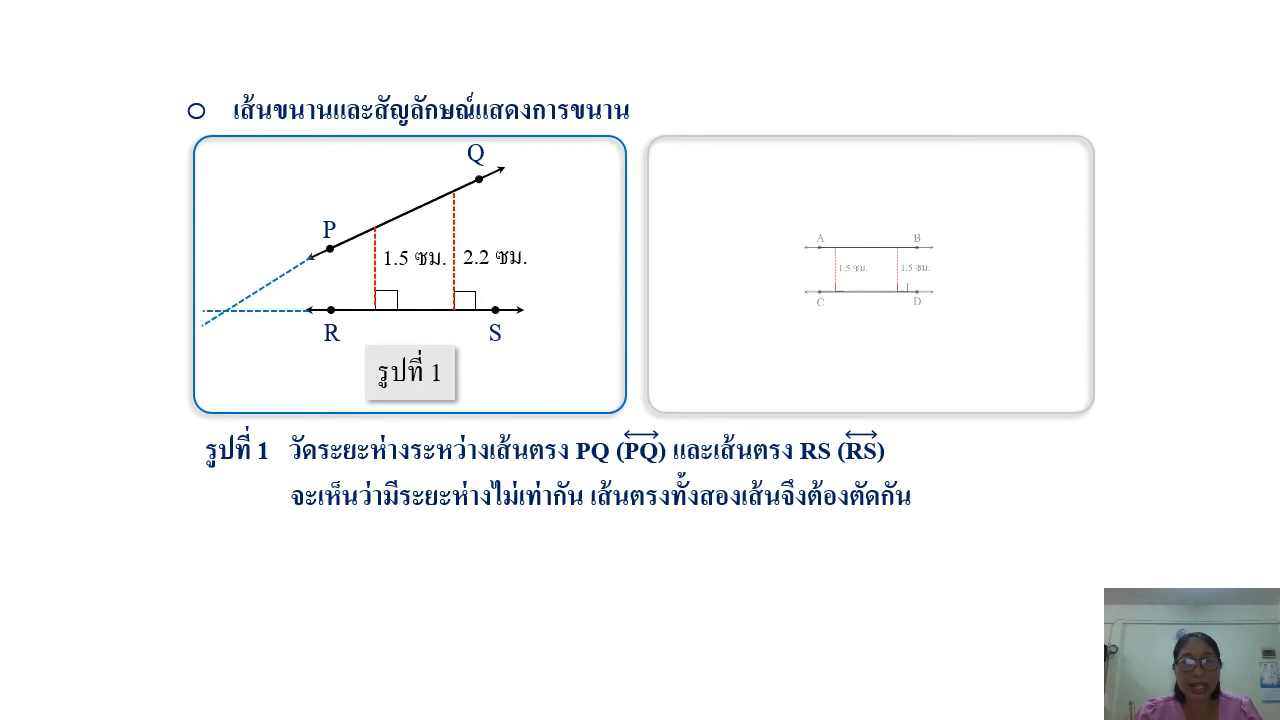 เส้นขนานและสัญลักษณ์แสดงการขนาน
Q
P
1.5 ซม. 2.2 ซม.
R S
รูปที่ 1
A B
1.5 ซม. 1.5 ซม.
C D
รูปที่ 1 วัดระยะห่างระหว่างเส้นตรง PQ (PQ) และเส้นตรง RS (RS)
จะเห็นว่ามีระยะห่างไม่เท่ากัน เส้นตรงทั้งสองเส้นจึงต้องตัดกัน